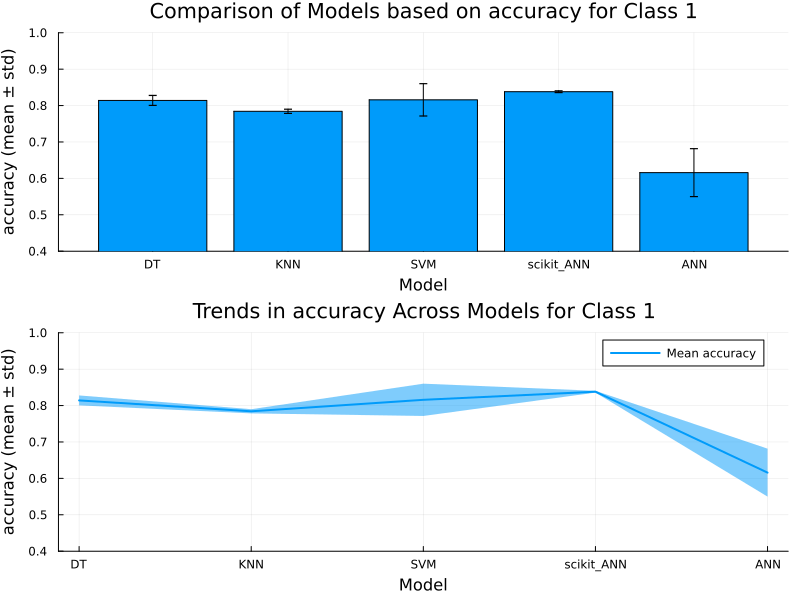 Comparison of Models based on accuracy for Class 1
accuracy (mean ± std)
1.0
0.9
0.8
0.7
0.6
0.5
0.4
DT KNN SVM scikit_ANN ANN
Model
Trends in accuracy Across Models for Class 1
accuracy (mean ± std)
1.0
0.9
0.8
0.7
0.6
0.5
0.4
Mean accuracy
DT KNN SVM scikit_ANN ANN
Model